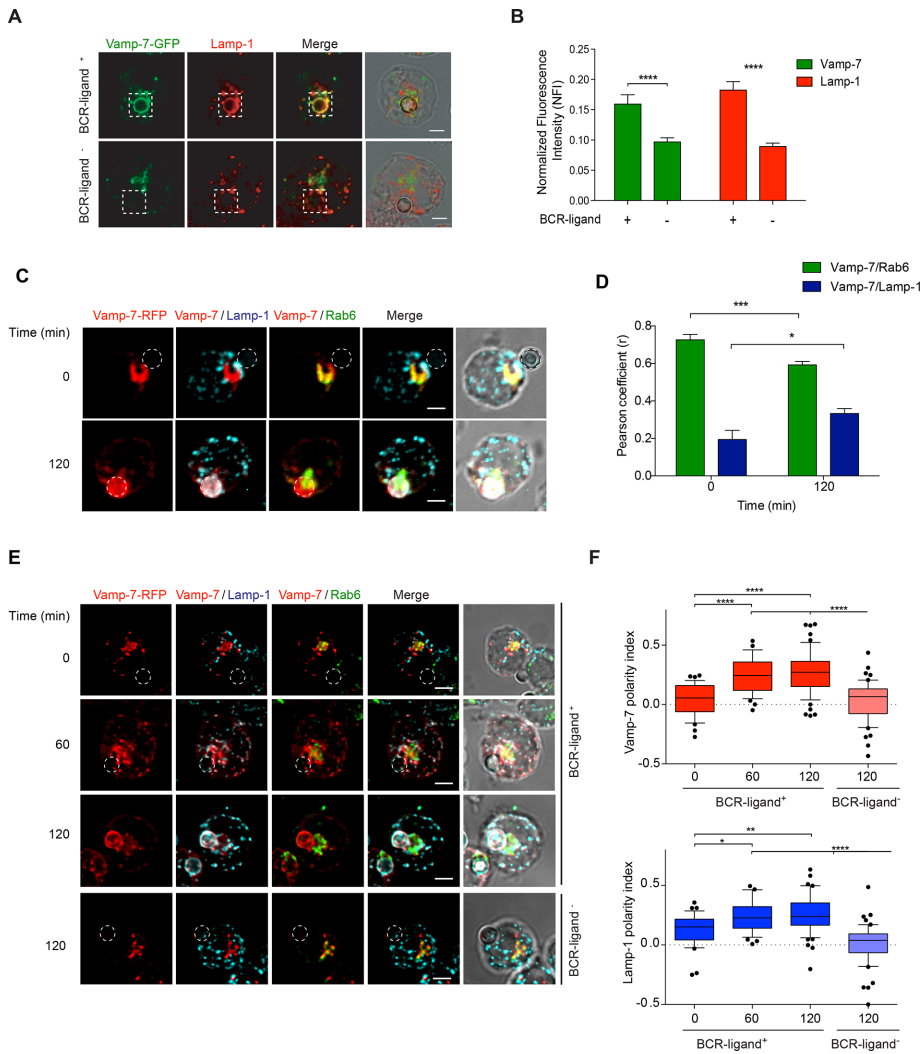 A
Vamp-7-GFP Lamp-1 Merge
BCR-ligand +
BCR-ligand -
B
Normalized Fluorescence
Intensity (NFI)
0.25
0.20
0.15
0.10
0.05
0.00
**** ****
Vamp-7
Lamp-1
BCR-ligand + - + -
C
Time (min) Vamp-7-RFP Vamp-7 / Lamp-1 Vamp-7 / Rab6 Merge
0
120
D
Vamp-7/Rab6
Vamp-7/Lamp-1
Pearson coefficient (r)
0.8
0.6
0.4
0.2
0
***
*
0 120
Time (min)
E
Vamp-7-RFP Vamp-7 / Lamp-1 Vamp-7 / Rab6 Merge
Time (min)
0
60
120
120
BCR-ligand+
BCR-ligand -
F
Vamp-7 polarity index
0.5
0.0
-0.5
****
**** ****
0 60 120 120
BCR-ligand+ BCR-ligand-
Lamp-1 polarity index
0.5
0.0
-0.5
**
* ****
0 60 120 120
BCR-ligand+ BCR-ligand-